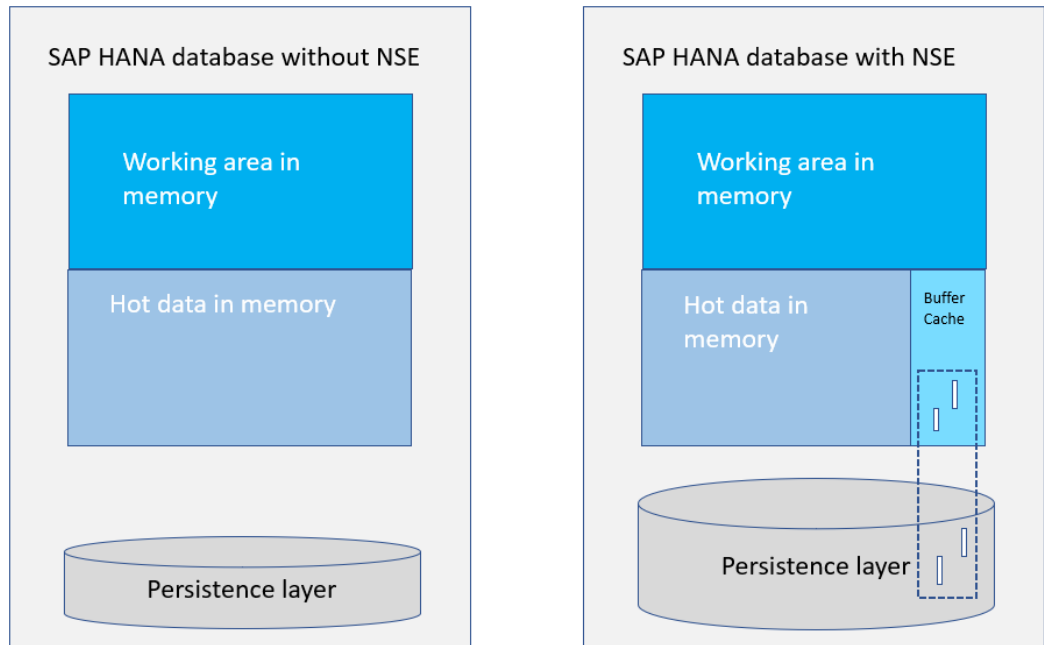 SAP HANA database without NSE
Working area in
memory
Hot data in memory
Persistence layer
SAP HANA database with NSE
Working area in
memory
Hot data in
memory
Buffer
Cache
Persistence layer